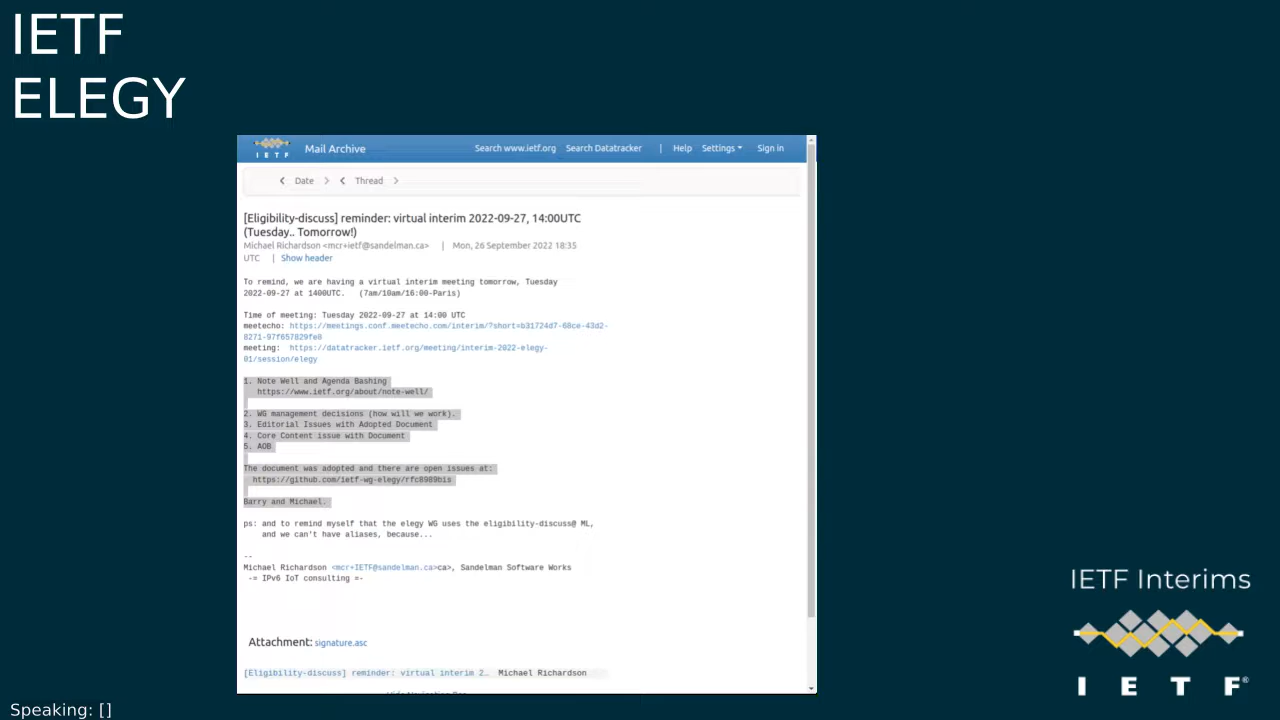 IETF
ELEGY
IETF Mail Archive Search www.ietf.org Search Datatracker | Help Settings Sign in
Date Thread
[Eligibility-discuss] reminder: virtual interim 2022-09-27, 14:00UTC
(Tuesday.. Tomorrow!)
Michael Richardson <mcr+ietf@sandelman.ca> | Mon, 26 September 2022 18:35
UTC | Show header
To remind, we are having a virtual interim meeting tomorrow, Tuesday
2022-09-27 at 1400UTC. (7am/10am/16:00-Paris)
Time of meeting: Tuesday 2022-09-27 at 14:00 UTC
meetecho: https://meetings.conf.meetecho.com/interim/?short=b31724d7-68ce-43d2-
8271-97f657829fe8
meeting: https://datatracker.ietf.org/meeting/interim-2022-elegy-
01/session/elegy
1. Note Well and Agenda Bashing
https://www.ietf.org/about/note-well/
2. WG management decisions (how will we work).
3. Editorial Issues with Adopted Document
4. Core Content issue with Document
5. AOB
The document was adopted and there are open issues at:
https://github.com/ietf-wg-elegy/rfc8989bis
Barry and Michael.
ps: and to remind myself that the elegy WG uses the eligibility-discuss@ ML,
and we can't have aliases, because...
--
Michael Richardson <mcr+IETF@sandelman.ca>ca>, Sandelman Software Works
-= IPv6 IoT consulting =-
Attachment: signature.asc
[Eligibility-discuss] reminder: virtual interim 2… Michael Richardson
IETF Interims
I E T F®
Speaking: []